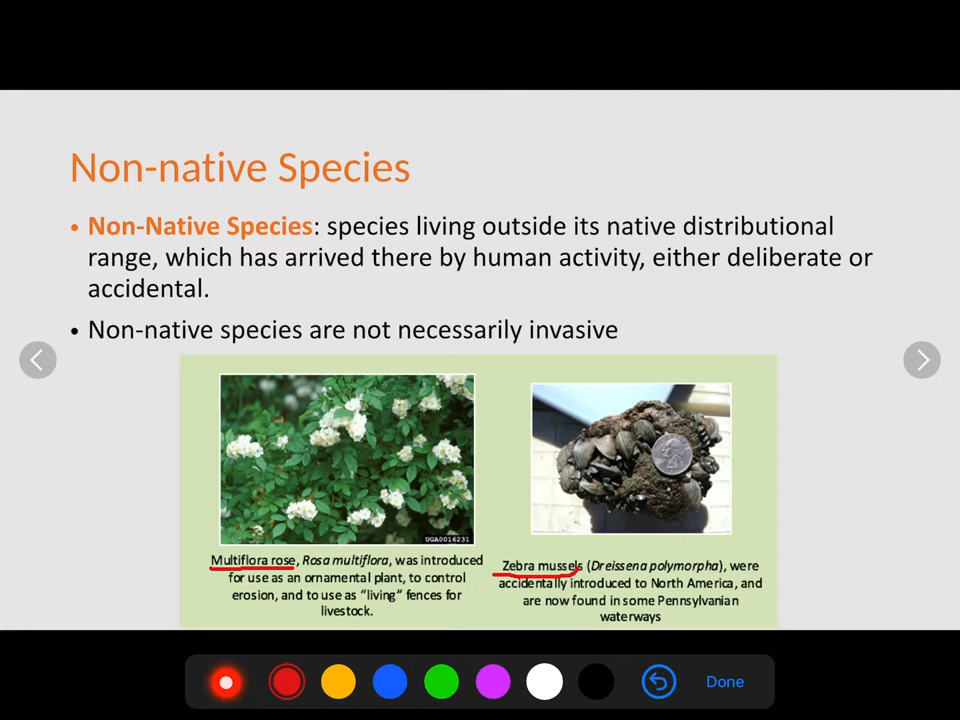 Non-native Species
• Non-Native Species: species living outside its native distributional
range, which has arrived there by human activity, either deliberate or
accidental.
• Non-native species are not necessarily invasive
UGA0016231
Multiflora rose, Rosa multiflora, was introduced
for use as an ornamental plant, to control
erosion, and to use as “living” fences for
livestock.
Zebra mussels (Dreissena polymorpha), were
accidentally introduced to North America, and
are now found in some Pennsylvanian
waterways
Done